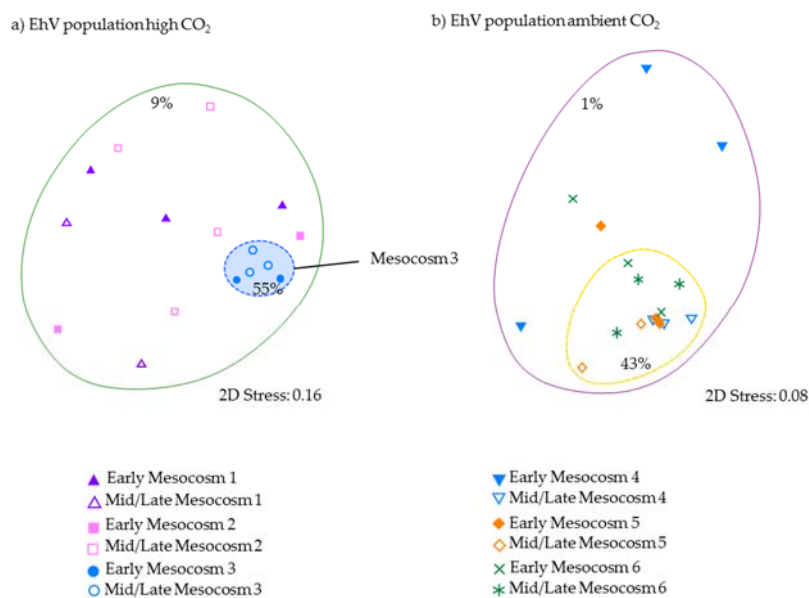 a) EhV population high CO₂
b) EhV population ambient CO₂
9%
1%
Mesocosm 3
55%
43%
2D Stress: 0.16
2D Stress: 0.08
Early Mesocosm 1
Mid/Late Mesocosm 1
Early Mesocosm 2
Mid/Late Mesocosm 2
Early Mesocosm 3
Mid/Late Mesocosm 3
Early Mesocosm 4
Mid/Late Mesocosm 4
Early Mesocosm 5
Mid/Late Mesocosm 5
Early Mesocosm 6
Mid/Late Mesocosm 6